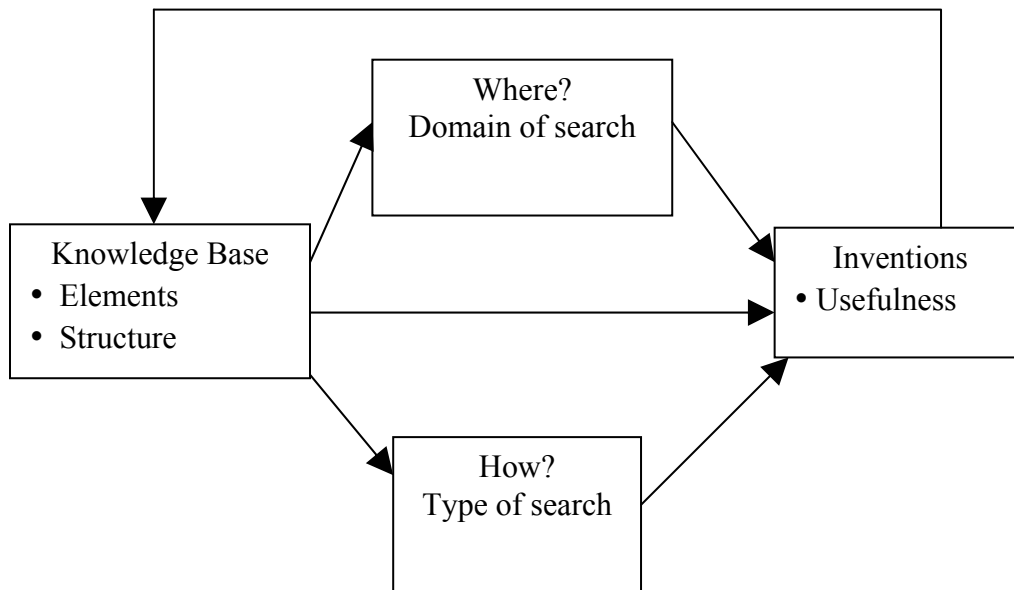 Where?
Domain of search
Knowledge Base
• Elements
• Structure
Inventions
• Usefulness
How?
Type of search